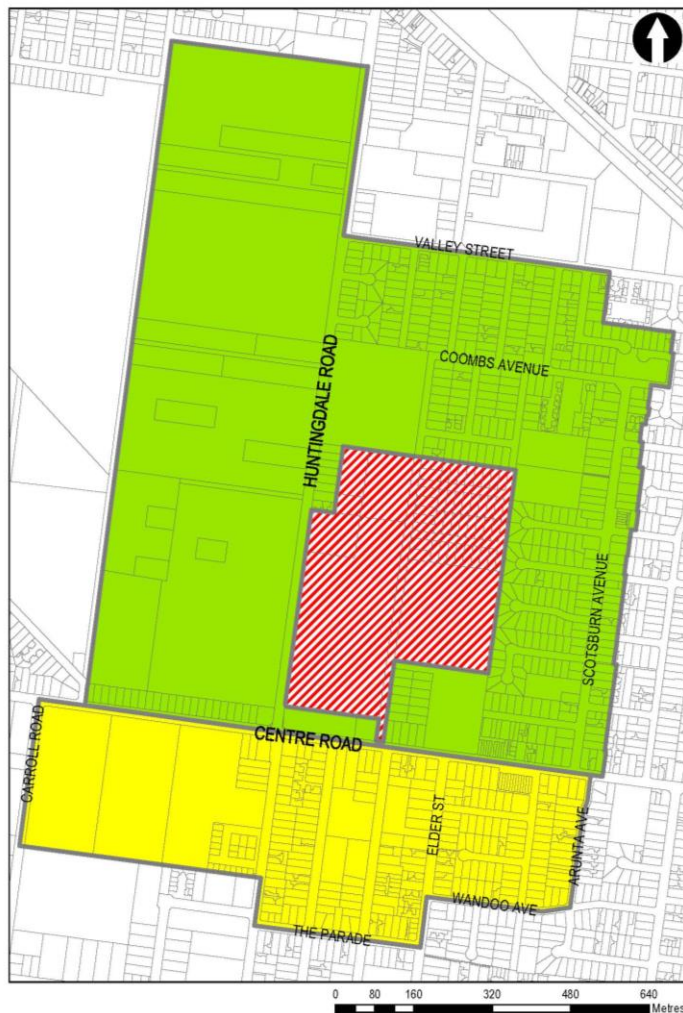 VALLEY STREET
COOMBS AVENUE
HUNTINGDALE ROAD
SCOTSBURN AVENUE
CENTRE ROAD
CARROLL ROAD
ELDER ST
ARUNTA AVE
WANDOO AVE
THE PARADE
0 80 160 320 480 640
Metres